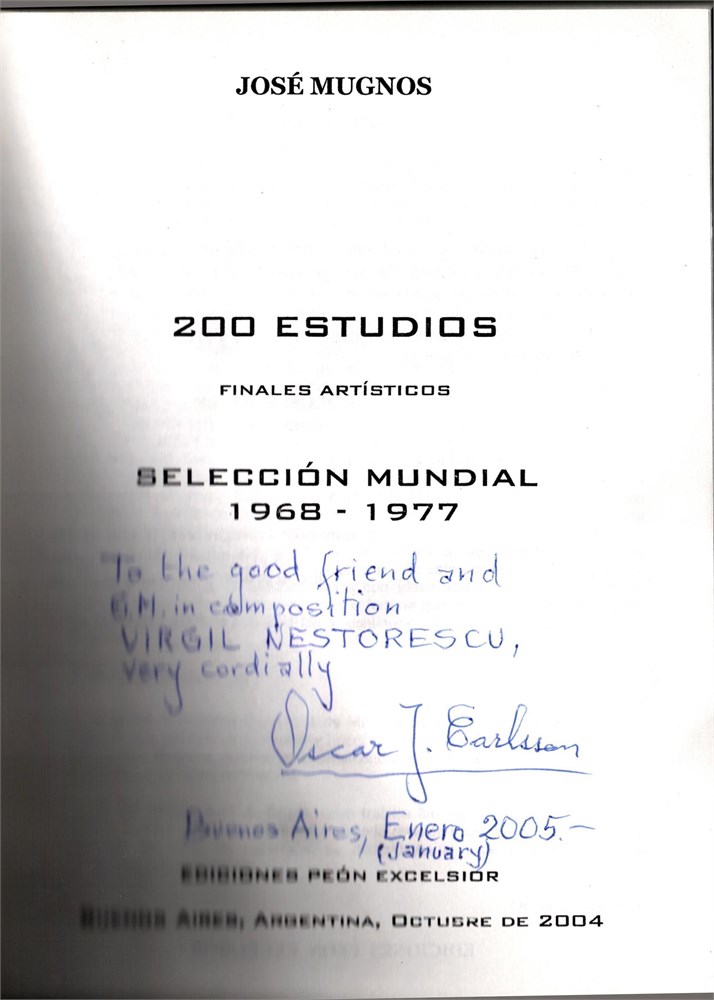 JOSÉ MUGNOS
200 ESTUDIOS
FINALES ARTÍSTICOS
SELECCIÓN MUNDIAL
1968 - 1977
To the good friend and
G.M. in composition
VIRGIL NESTORESCU,
very cordially
Oscar J. Carlsson
Buenos Aires, Enero 2005.-
(January)
EDICIONES PEÓN EXCELSIOR
BUENOS AIRES, ARGENTINA, OCTUBRE DE 2004